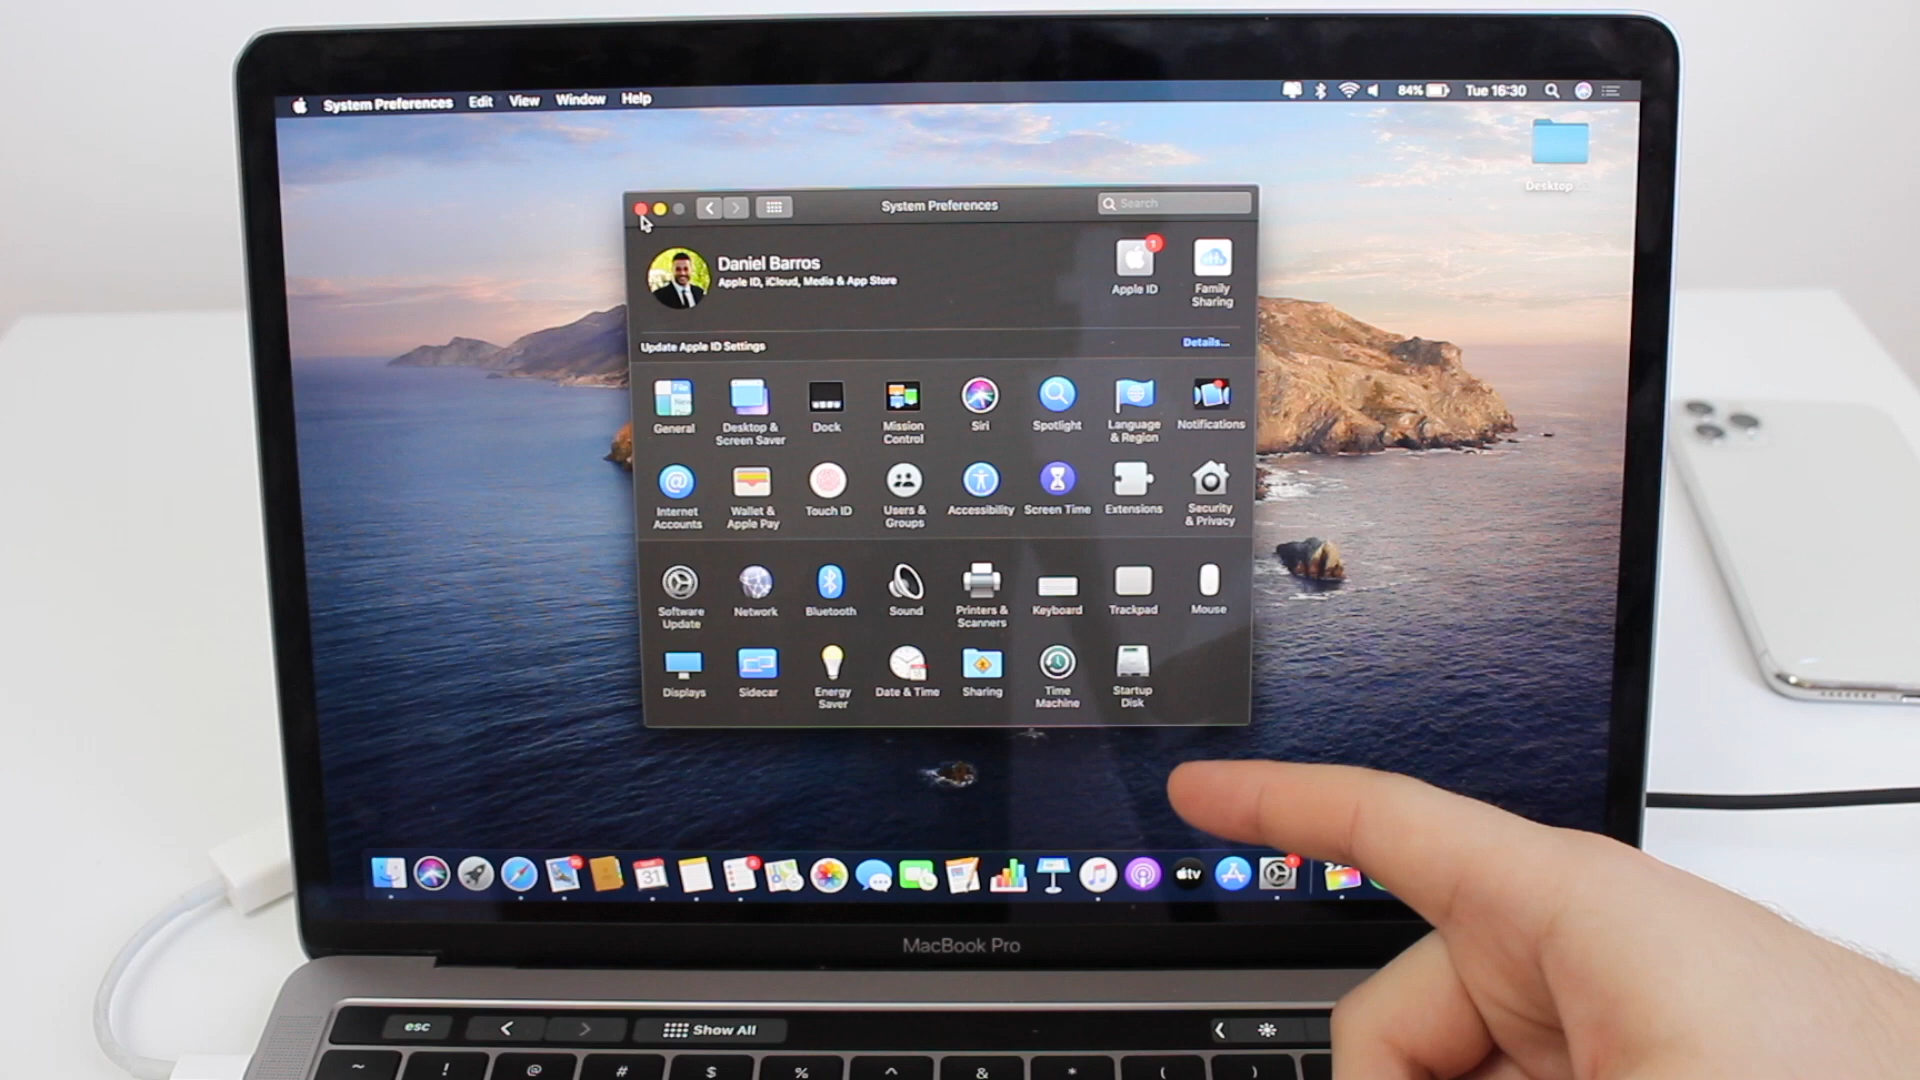 System Preferences Edit View Window Help
84% Tue 16:30
Desktop
System Preferences
Search
Daniel Barros
Apple ID, iCloud, Media & App Store
1
Apple ID
Family
Sharing
Update Apple ID Settings
Details...
General
Desktop &
Screen Saver
Dock
Mission
Control
Siri
Spotlight
Language
& Region
Notifications
Internet
Accounts
Wallet &
Apple Pay
Touch ID
Users &
Groups
Accessibility
Screen Time
Extensions
Security
& Privacy
Software
Update
Network
Bluetooth
Sound
Printers &
Scanners
Keyboard
Trackpad
Mouse
Displays
Sidecar
Energy
Saver
Date & Time
Sharing
Time
Machine
Startup
Disk
31
tv
MacBook Pro
esc < > Show All <
~ ! @ # $ % ^ & * ( )